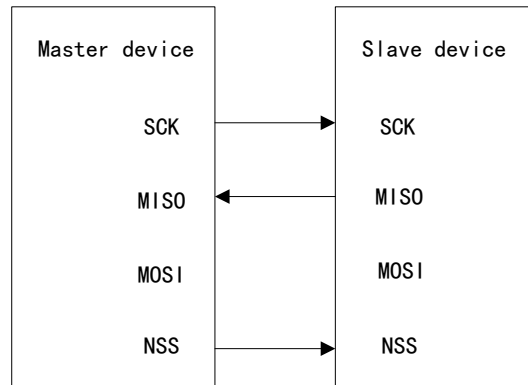 Master device
SCK
MISO
MOSI
NSS
Slave device
SCK
MISO
MOSI
NSS